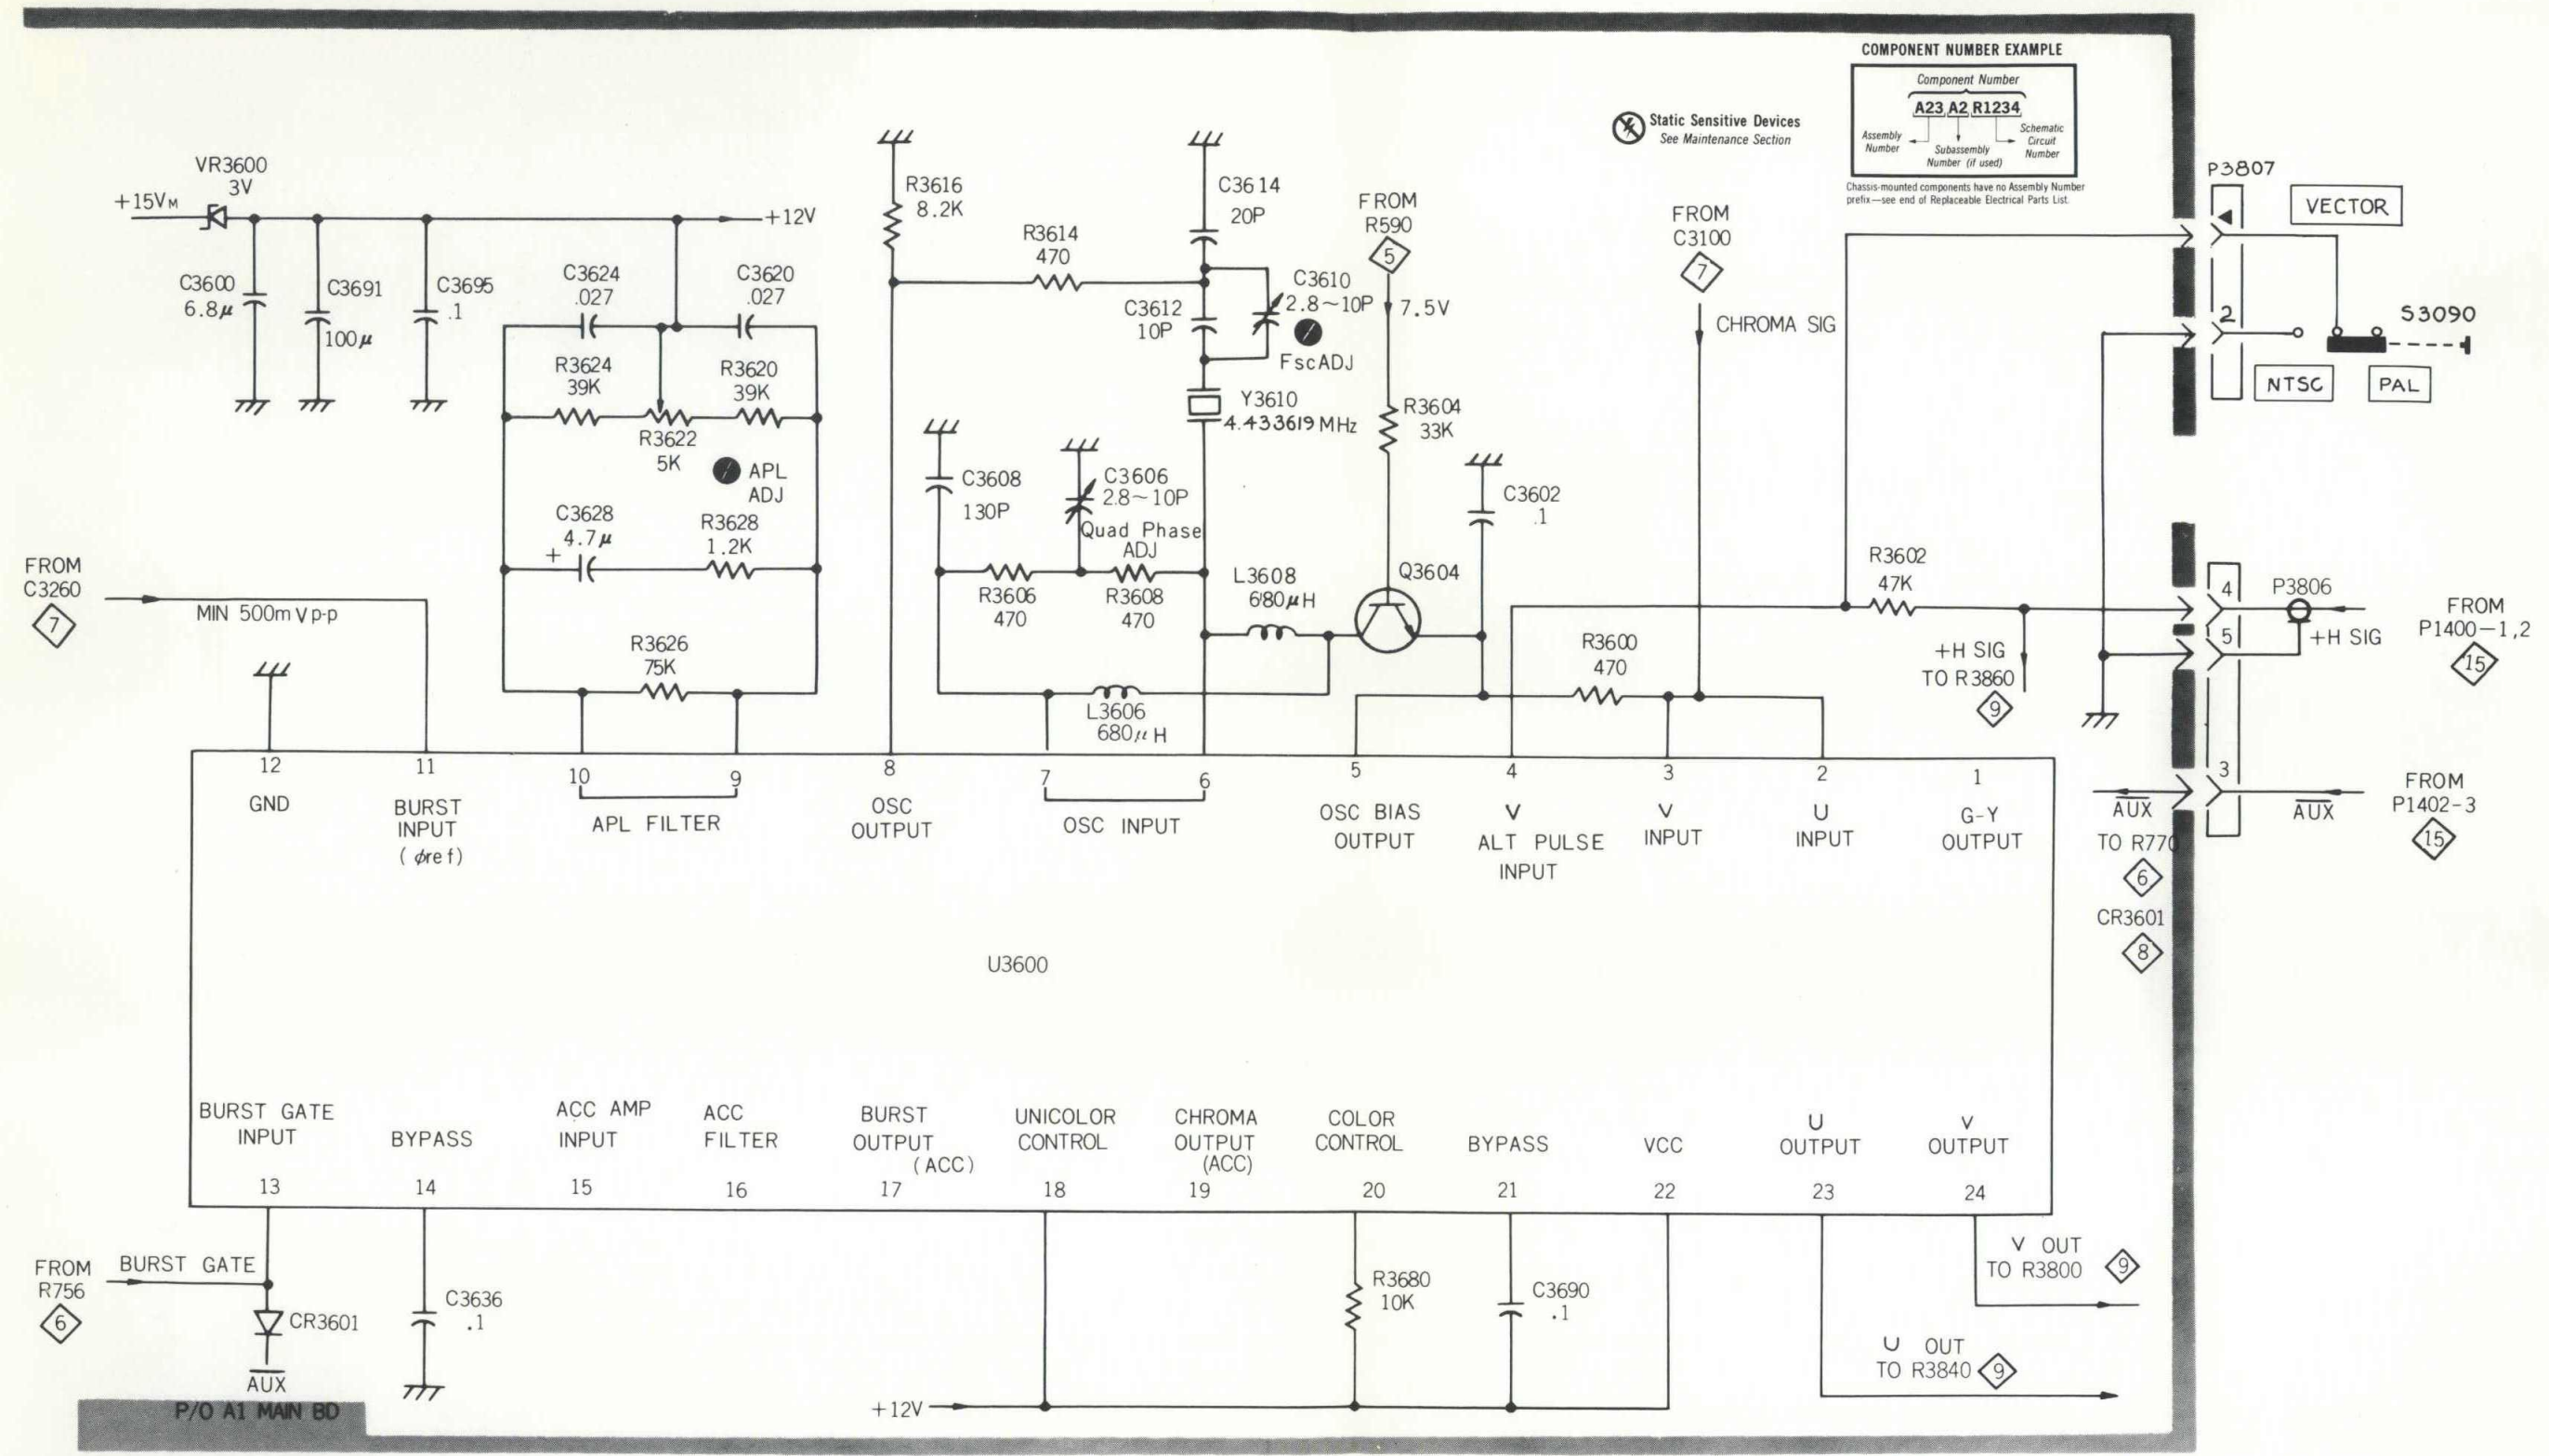 COMPONENT NUMBER EXAMPLE
Component Number
A23 A2 R1234
Assembly
Number
Subassembly
Number (if used)
Schematic
Circuit
Number
Chassis-mounted components have no Assembly Number
prefix—see end of Replaceable Electrical Parts List.
Static Sensitive Devices
See Maintenance Section
VR3600
3V
+15VM
+12V
C3600
6.8µ
C3691
100µ
C3695
.1
C3624
.027
C3620
.027
R3624
39K
R3620
39K
R3622
5K
APL
ADJ
C3628
4.7µ
+
R3628
1.2K
R3626
75K
FROM
C3260
7
MIN 500mVp-p
R3616
8.2K
R3614
470
C3614
20P
C3612
10P
C3610
2.8~10P
FscADJ
Y3610
4.433619MHz
C3608
130P
C3606
2.8~10P
Quad Phase
ADJ
R3606
470
R3608
470
L3608
680µH
L3606
680µH
FROM
R590
5
7.5V
R3604
33K
Q3604
C3602
.1
FROM
C3100
7
CHROMA SIG
R3600
470
R3602
47K
+H SIG
TO R3860
9
P3807
VECTOR
2
S3090
NTSC
PAL
4
5
3
P3806
+H SIG
FROM
P1400-1,2
15
AUX
TO R770
6
CR3601
8
AUX
FROM
P1402-3
15
12
GND
11
BURST
INPUT
(φref)
10
9
APL FILTER
8
OSC
OUTPUT
7
6
OSC INPUT
5
OSC BIAS
OUTPUT
4
V
ALT PULSE
INPUT
3
V
INPUT
2
U
INPUT
1
G-Y
OUTPUT
U3600
BURST GATE
INPUT
13
BYPASS
14
ACC AMP
INPUT
15
ACC
FILTER
16
BURST
OUTPUT
(ACC)
17
UNICOLOR
CONTROL
18
CHROMA
OUTPUT
(ACC)
19
COLOR
CONTROL
20
BYPASS
21
VCC
22
U
OUTPUT
23
V
OUTPUT
24
FROM
R756
6
BURST GATE
CR3601
AUX
C3636
.1
R3680
10K
C3690
.1
+12V
V OUT
TO R3800
9
U OUT
TO R3840
9
P/O A1 MAIN BD